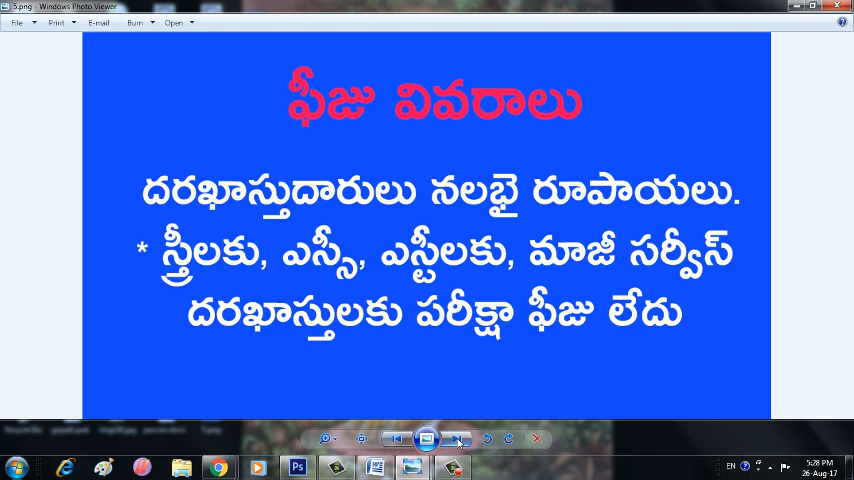 5.png - Windows Photo Viewer
File Print E-mail Burn Open
ఫీజు వివరాలు
దరఖాస్తుదారులు నలభై రూపాయలు.
* స్త్రీలకు, ఎస్సీ, ఎస్టీలకు, మాజీ సర్వీస్
దరఖాస్తులకు పరీక్షా ఫీజు లేదు
EN
5:28 PM
26-Aug-17